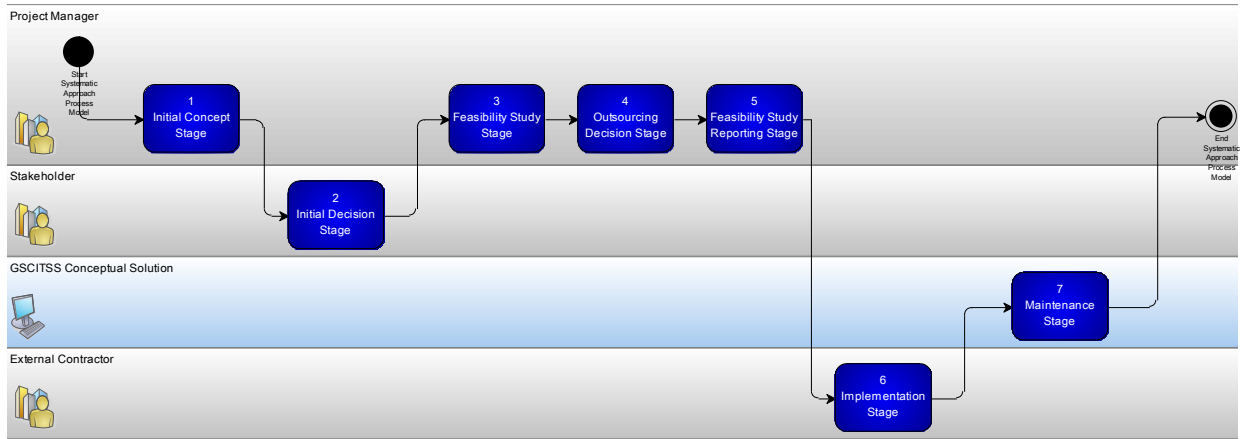 Project Manager
Start
Systematic
Approach
Process
Model
1
Initial Concept
Stage
3
Feasibility Study
Stage
4
Outsourcing
Decision Stage
5
Feasibility Study
Reporting Stage
End
Systematic
Approach
Process
Model
Stakeholder
2
Initial Decision
Stage
GSCITSS Conceptual Solution
7
Maintenance
Stage
External Contractor
6
Implementation
Stage